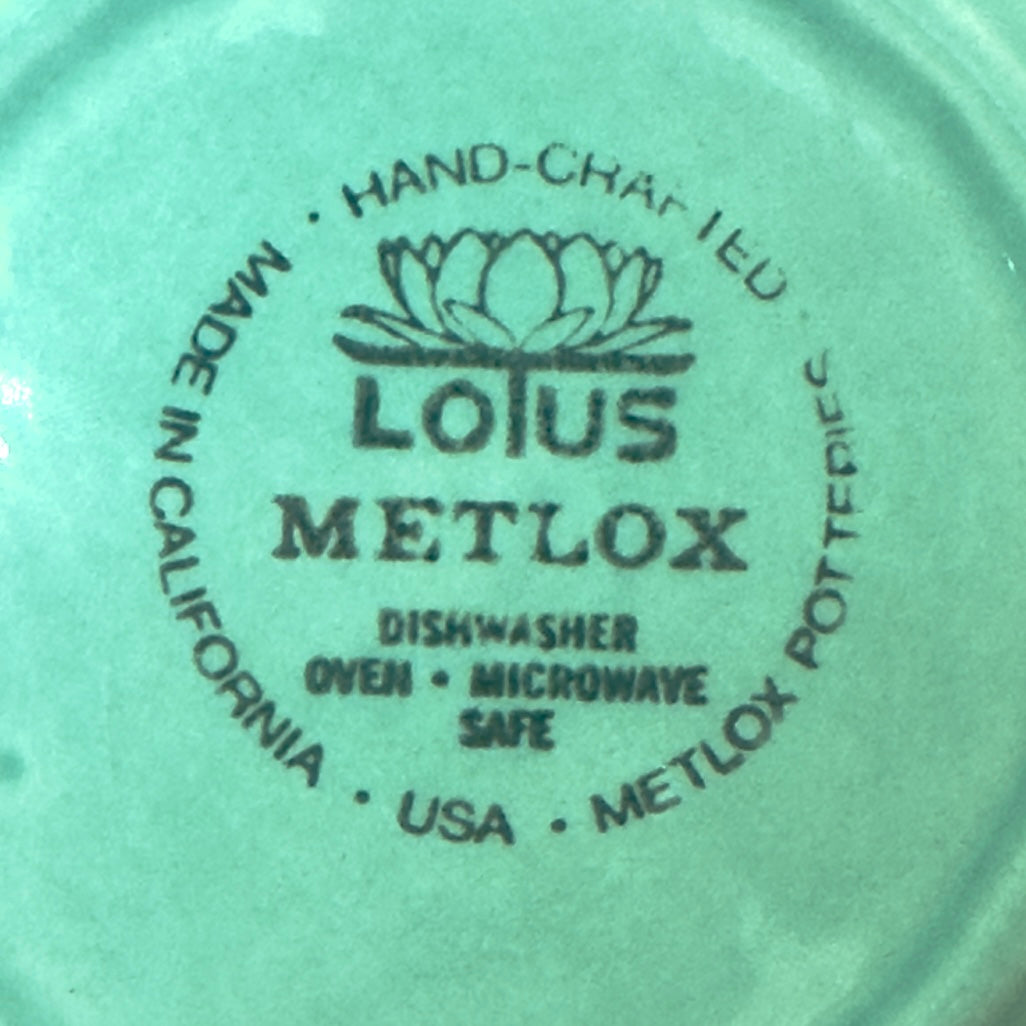 HAND-CRAFTED
LOTUS
METLOX
DISHWASHER
OVEN • MICROWAVE
SAFE
MADE IN CALIFORNIA • USA • METLOX POTTERIES